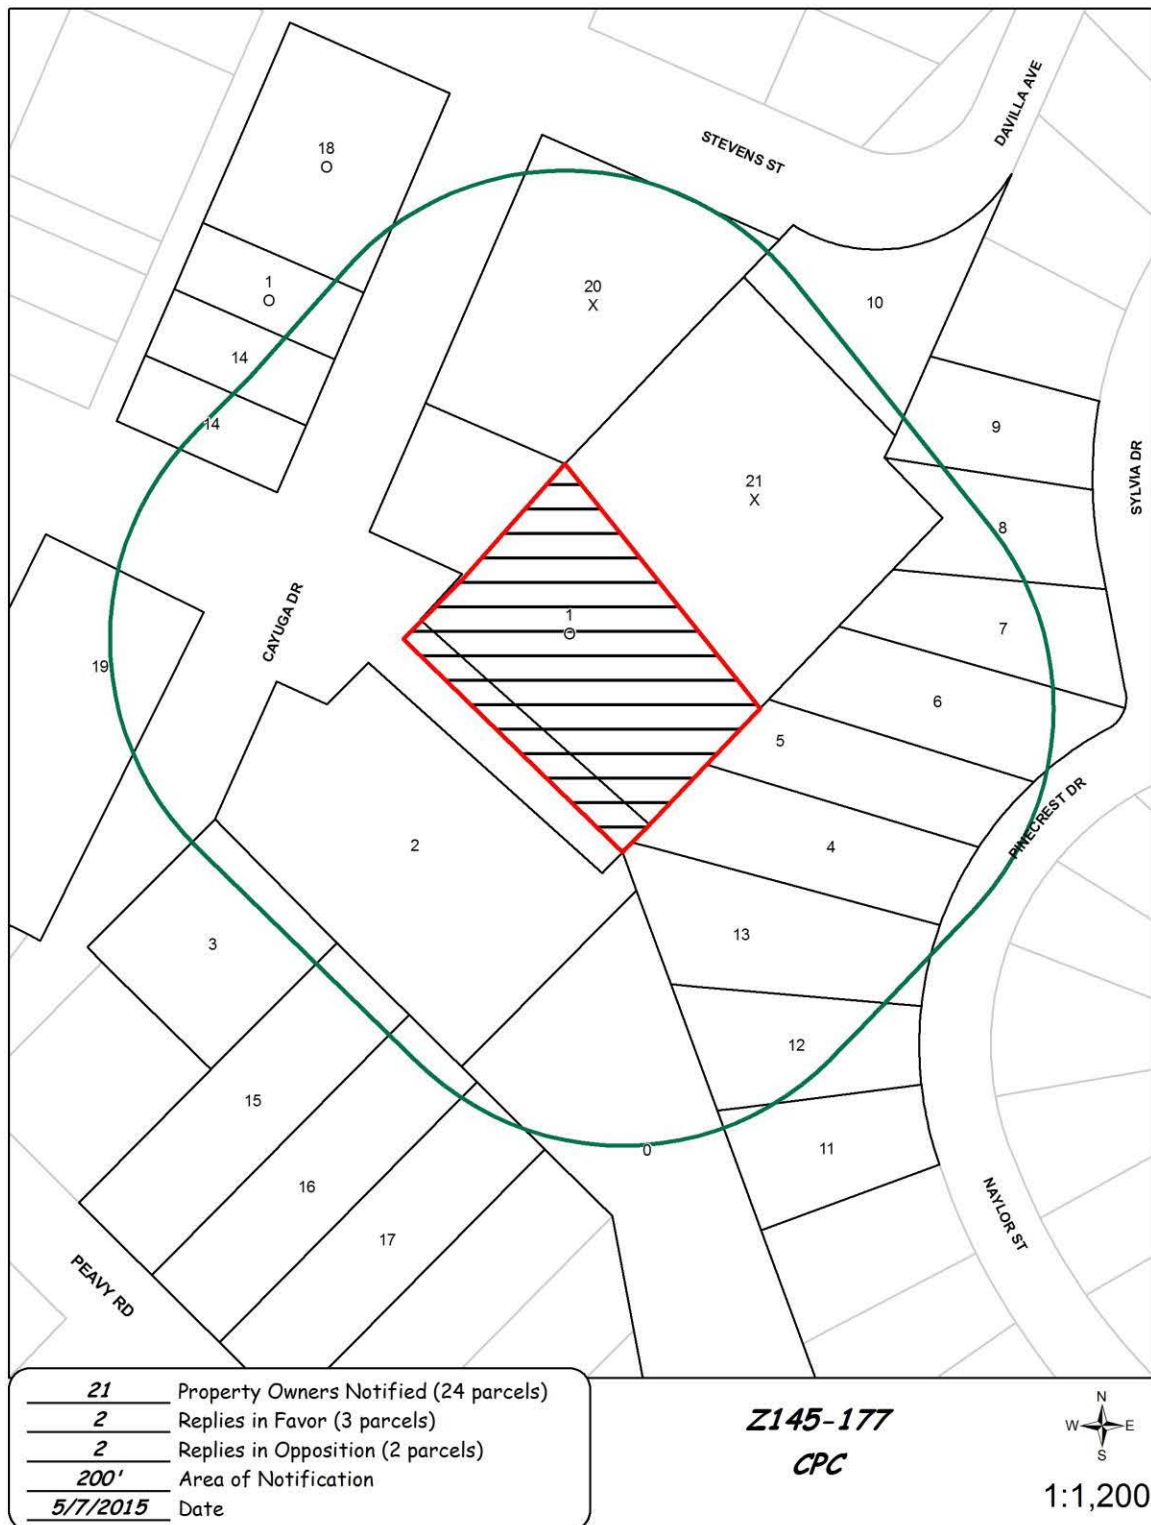 DAVILLA AVE
STEVENS ST
18
O
1
O
20
X
10
14
14
9
SYLVIA DR
21
X
8
CAYUGA DR
1
O
7
19
6
5
PINECREST DR
2
4
3
13
12
15
0
11
16
NAYLOR ST
17
PEAVY RD
21 Property Owners Notified (24 parcels)
2 Replies in Favor (3 parcels)
2 Replies in Opposition (2 parcels)
200' Area of Notification
5/7/2015 Date
Z145-177
CPC
N
W E
S
1:1,200